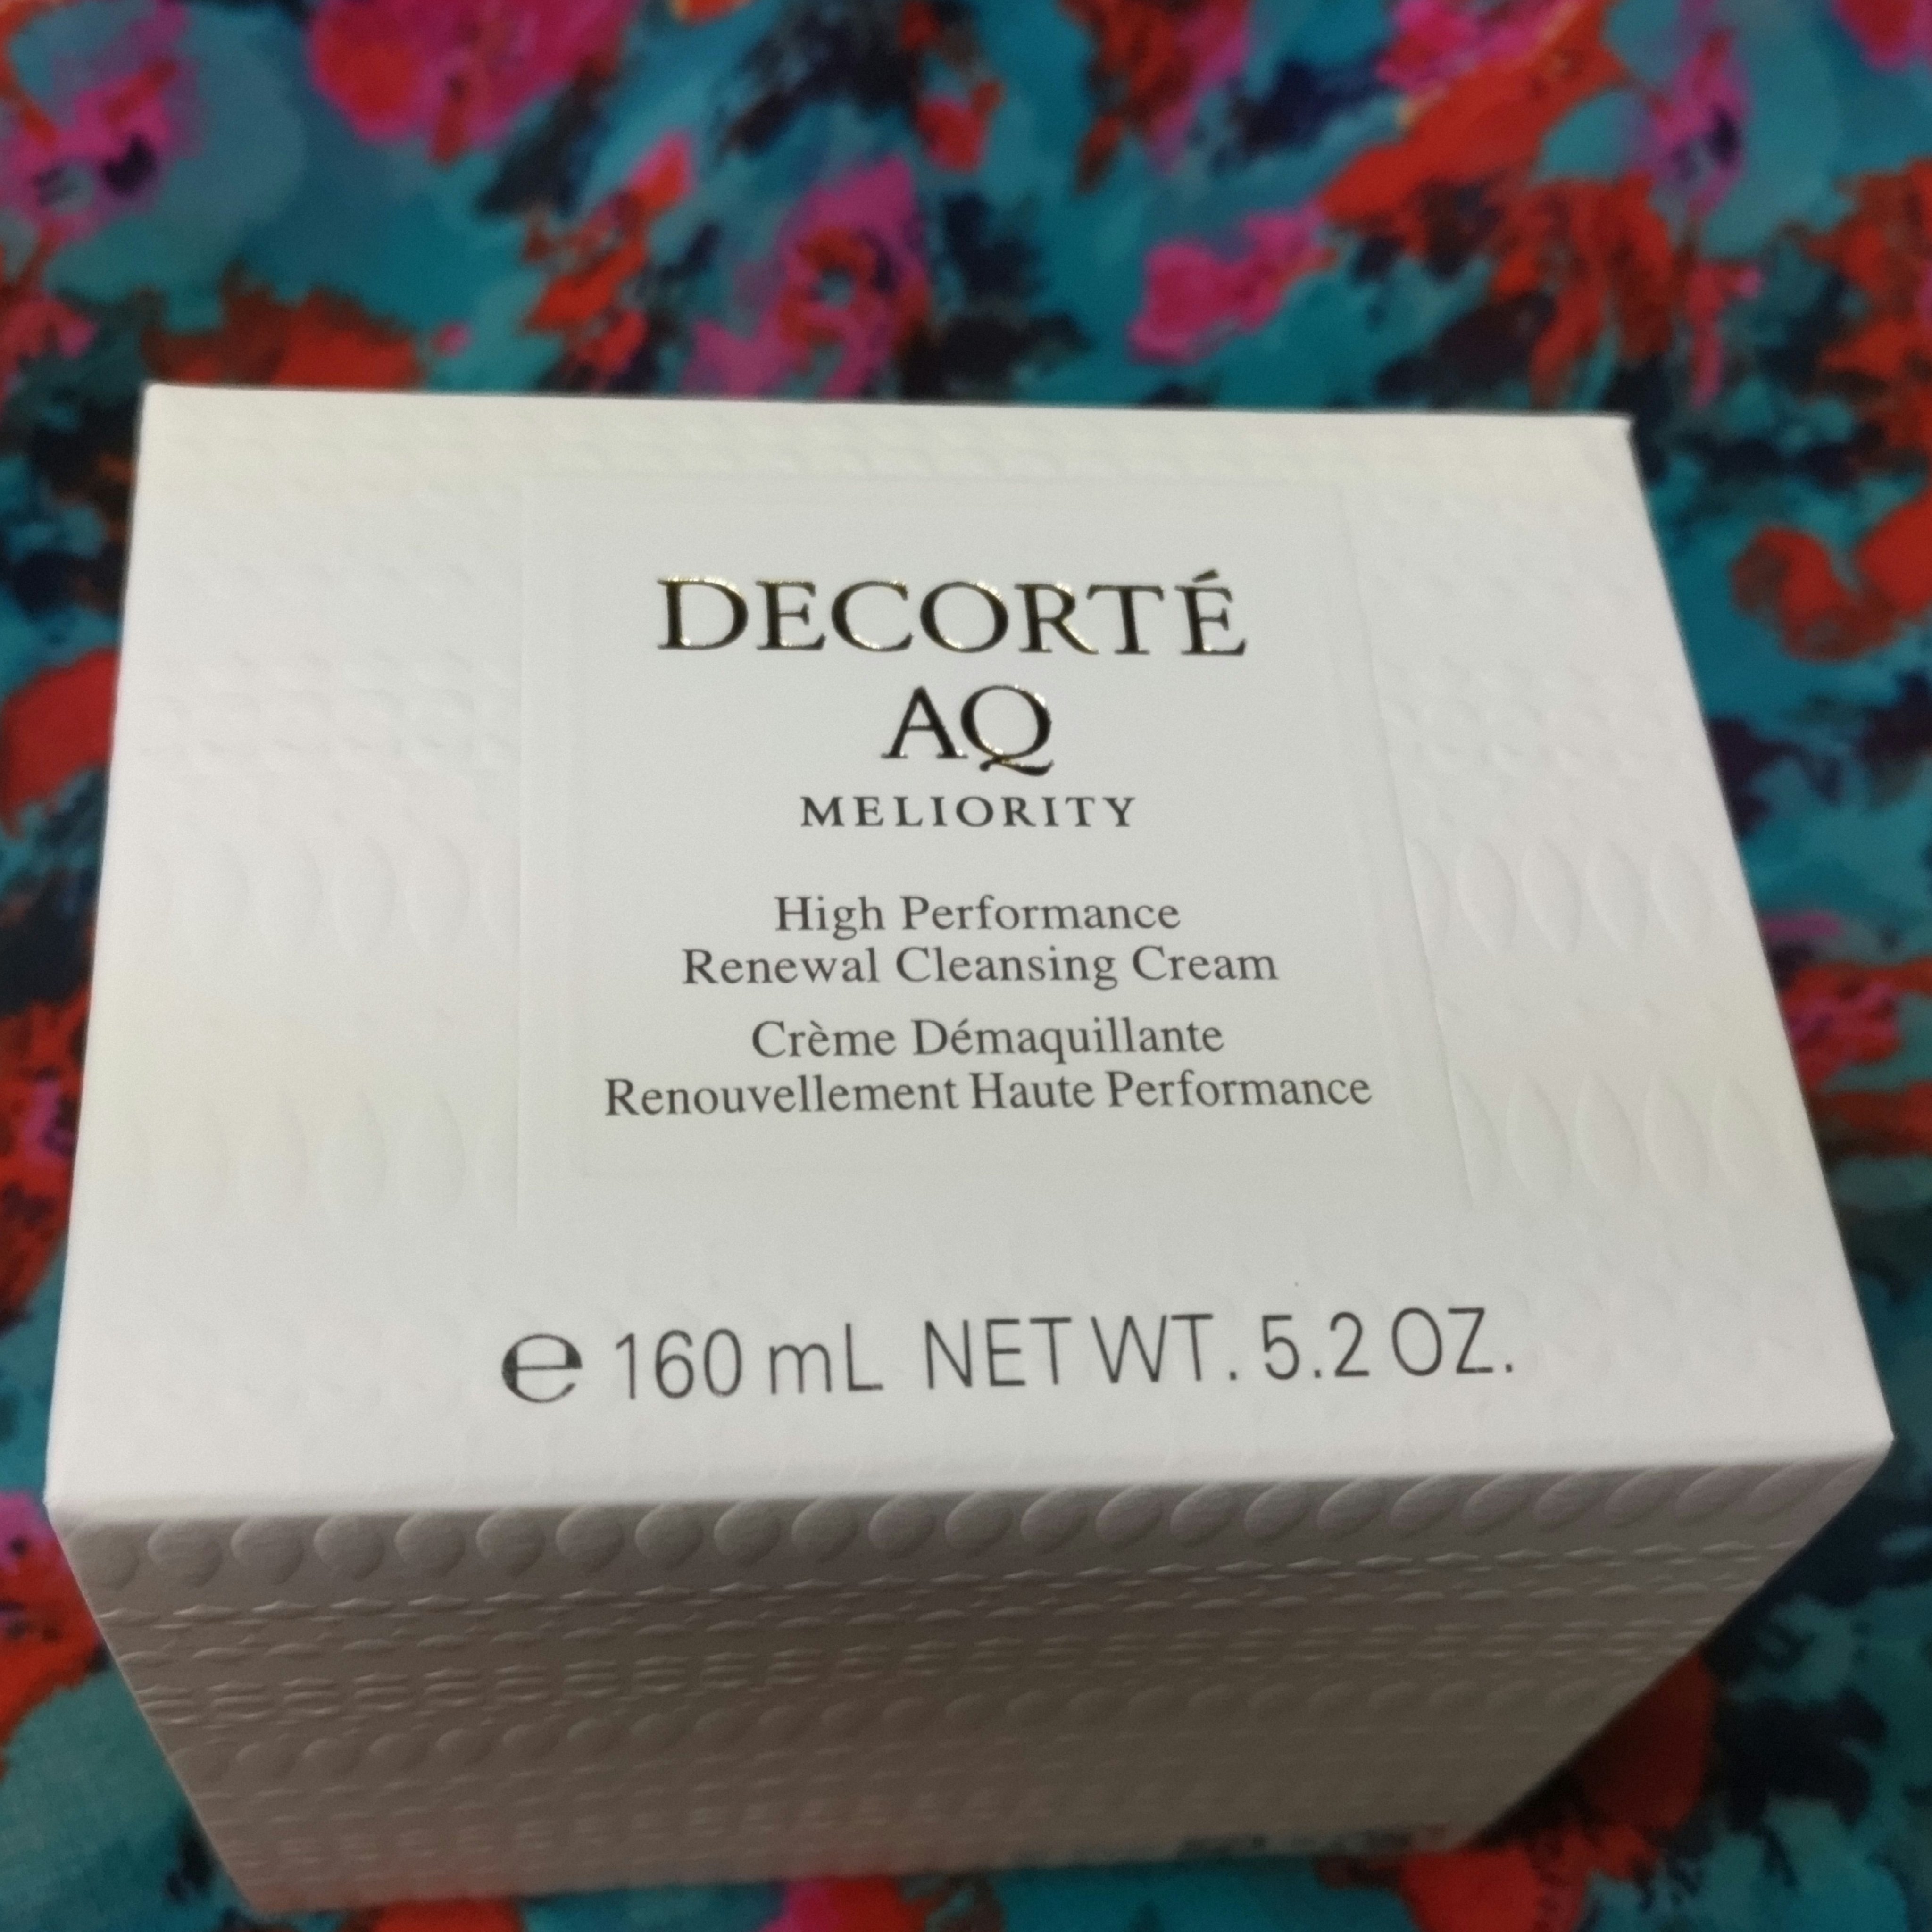 DECORTÉ
AQ
MELIORITY
High Performance
Renewal Cleansing Cream
Crème Démaquillante
Renouvellement Haute Performance
℮ 160 mL NET WT. 5.2 OZ.